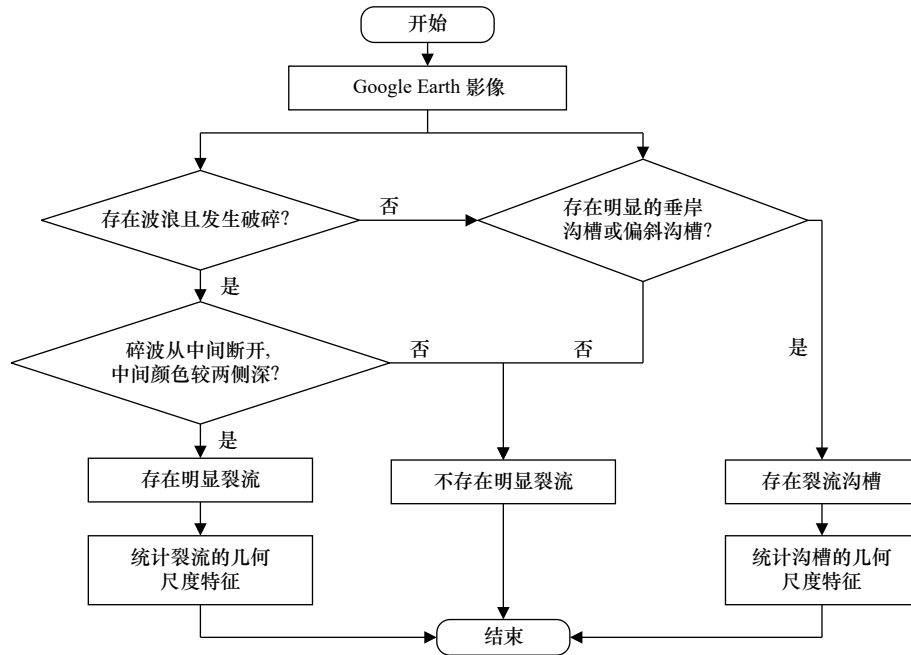 开始
Google Earth 影像
存在波浪且发生破碎?
否
存在明显的垂岸
沟槽或偏斜沟槽?
是
碎波从中间断开,
中间颜色较两侧深?
否
否
是
是
存在明显裂流
不存在明显裂流
存在裂流沟槽
统计裂流的几何
尺度特征
统计沟槽的几何
尺度特征
结束